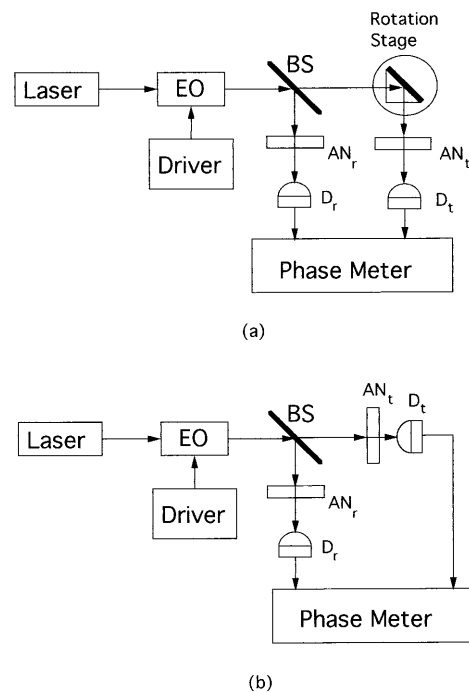 Rotation
Stage
BS
Laser
EO
Driver
AN_r
AN_t
D_r
D_t
Phase Meter
(a)
AN_t
D_t
BS
Laser
EO
Driver
AN_r
D_r
Phase Meter
(b)